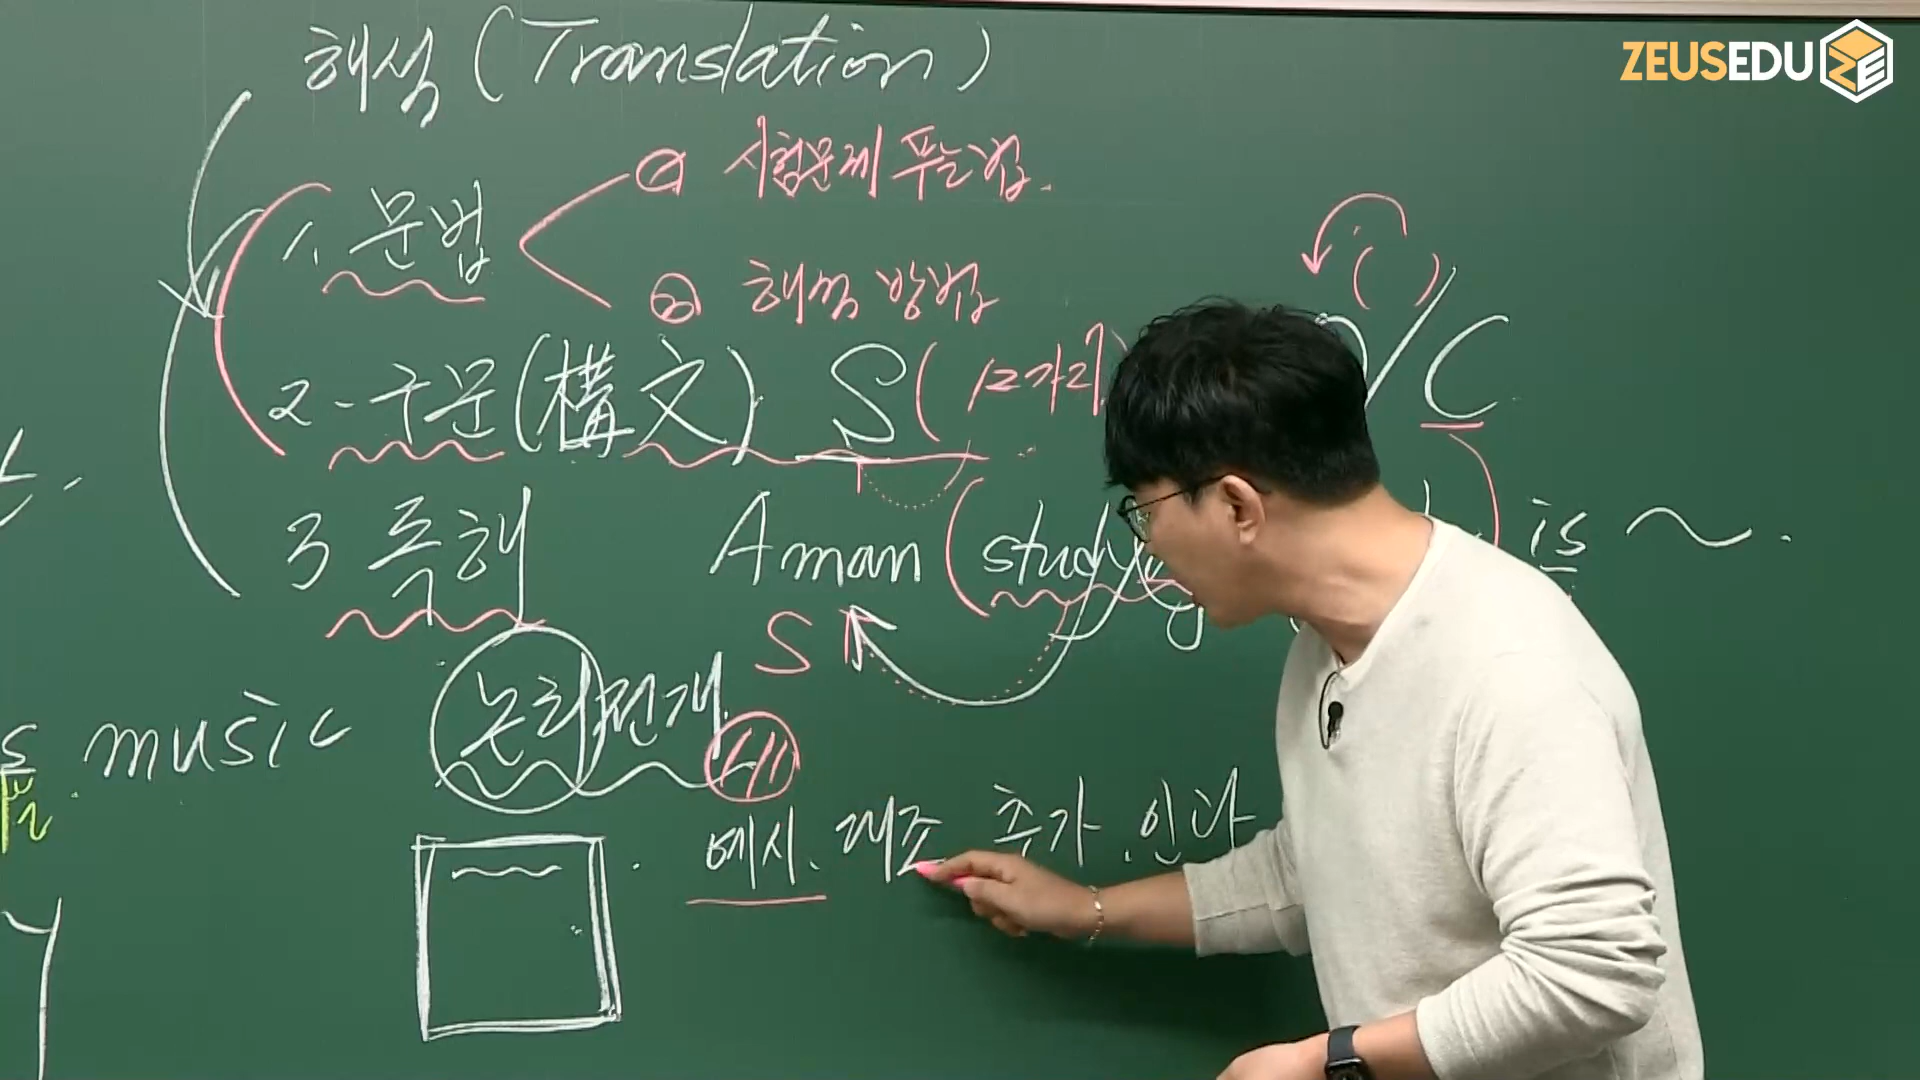 ZEUSEDU
해석 (Translation)
① 시험문제 푸는법.
1. 문법
② 해석 방법
2. 구문 (構文) S (12가지) / C
3 독해
A man (study is ~ .
S
논리전개
s music
예시. 대조 추가 . 인과